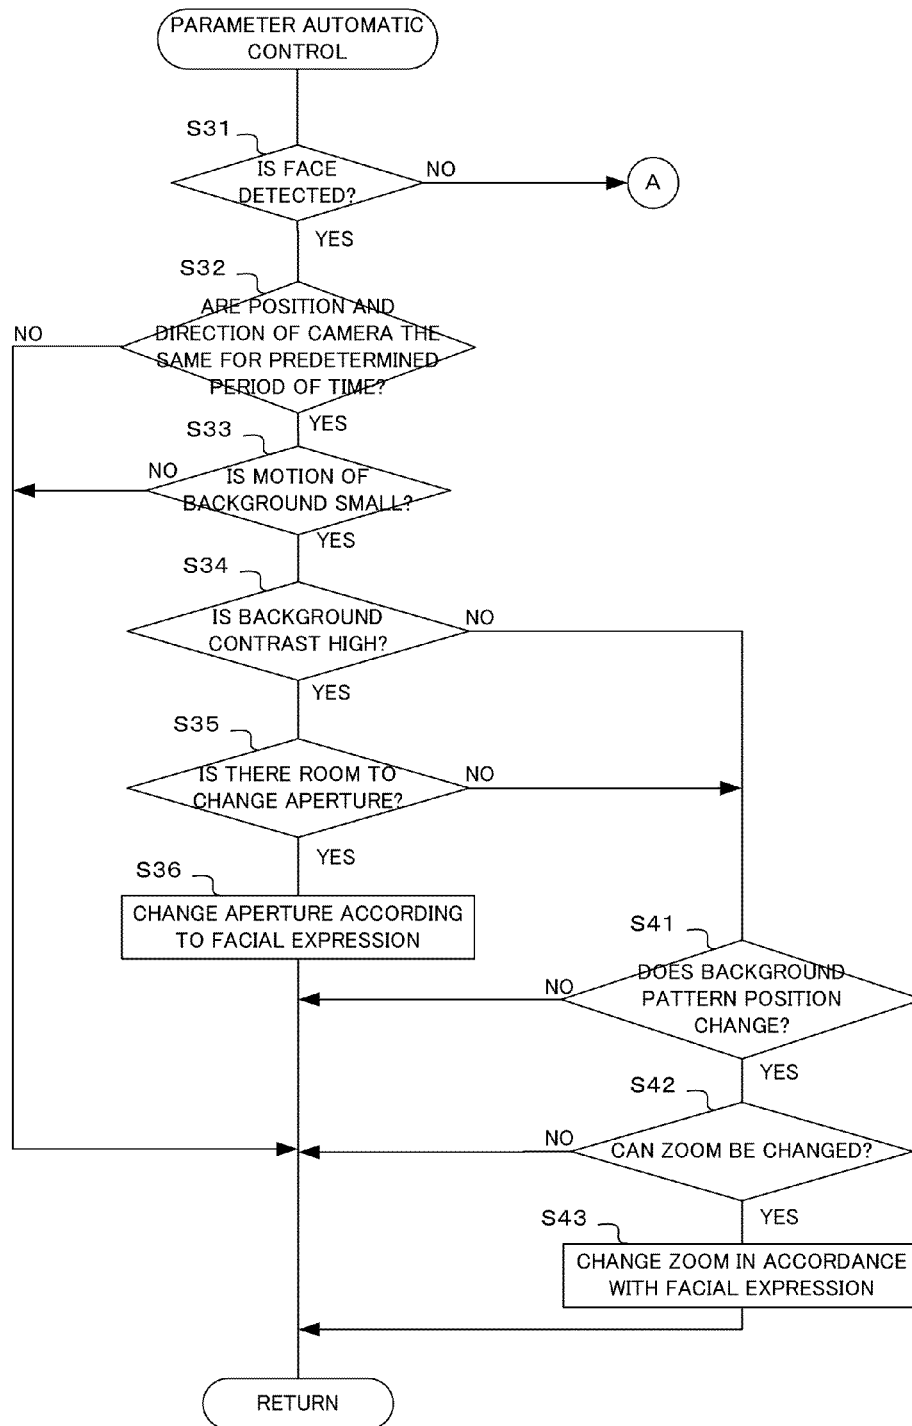 PARAMETER AUTOMATIC
CONTROL
S31
IS FACE
DETECTED?
NO
A
YES
S32
ARE POSITION AND
DIRECTION OF CAMERA THE
SAME FOR PREDETERMINED
PERIOD OF TIME?
NO
YES
S33
IS MOTION OF
BACKGROUND SMALL?
NO
YES
S34
IS BACKGROUND
CONTRAST HIGH?
NO
YES
S35
IS THERE ROOM TO
CHANGE APERTURE?
NO
YES
S36
CHANGE APERTURE ACCORDING
TO FACIAL EXPRESSION
S41
DOES BACKGROUND
PATTERN POSITION
CHANGE?
NO
YES
S42
CAN ZOOM BE CHANGED?
NO
YES
S43
CHANGE ZOOM IN ACCORDANCE
WITH FACIAL EXPRESSION
RETURN